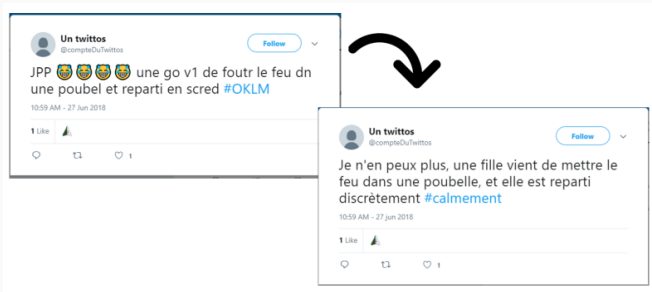 Un twittos
@compteDuTwittos
Follow
JPP 😹😹😹😹 une go v1 de foutr le feu dn
une poubel et reparti en scred #OKLM
10:59 AM - 27 Jun 2018
1 Like
1
Un twittos
@compteDuTwittos
Follow
Je n'en peux plus, une fille vient de mettre le
feu dans une poubelle, et elle est reparti
discrètement #calmement
10:59 AM - 27 jun 2018
1 Like
1